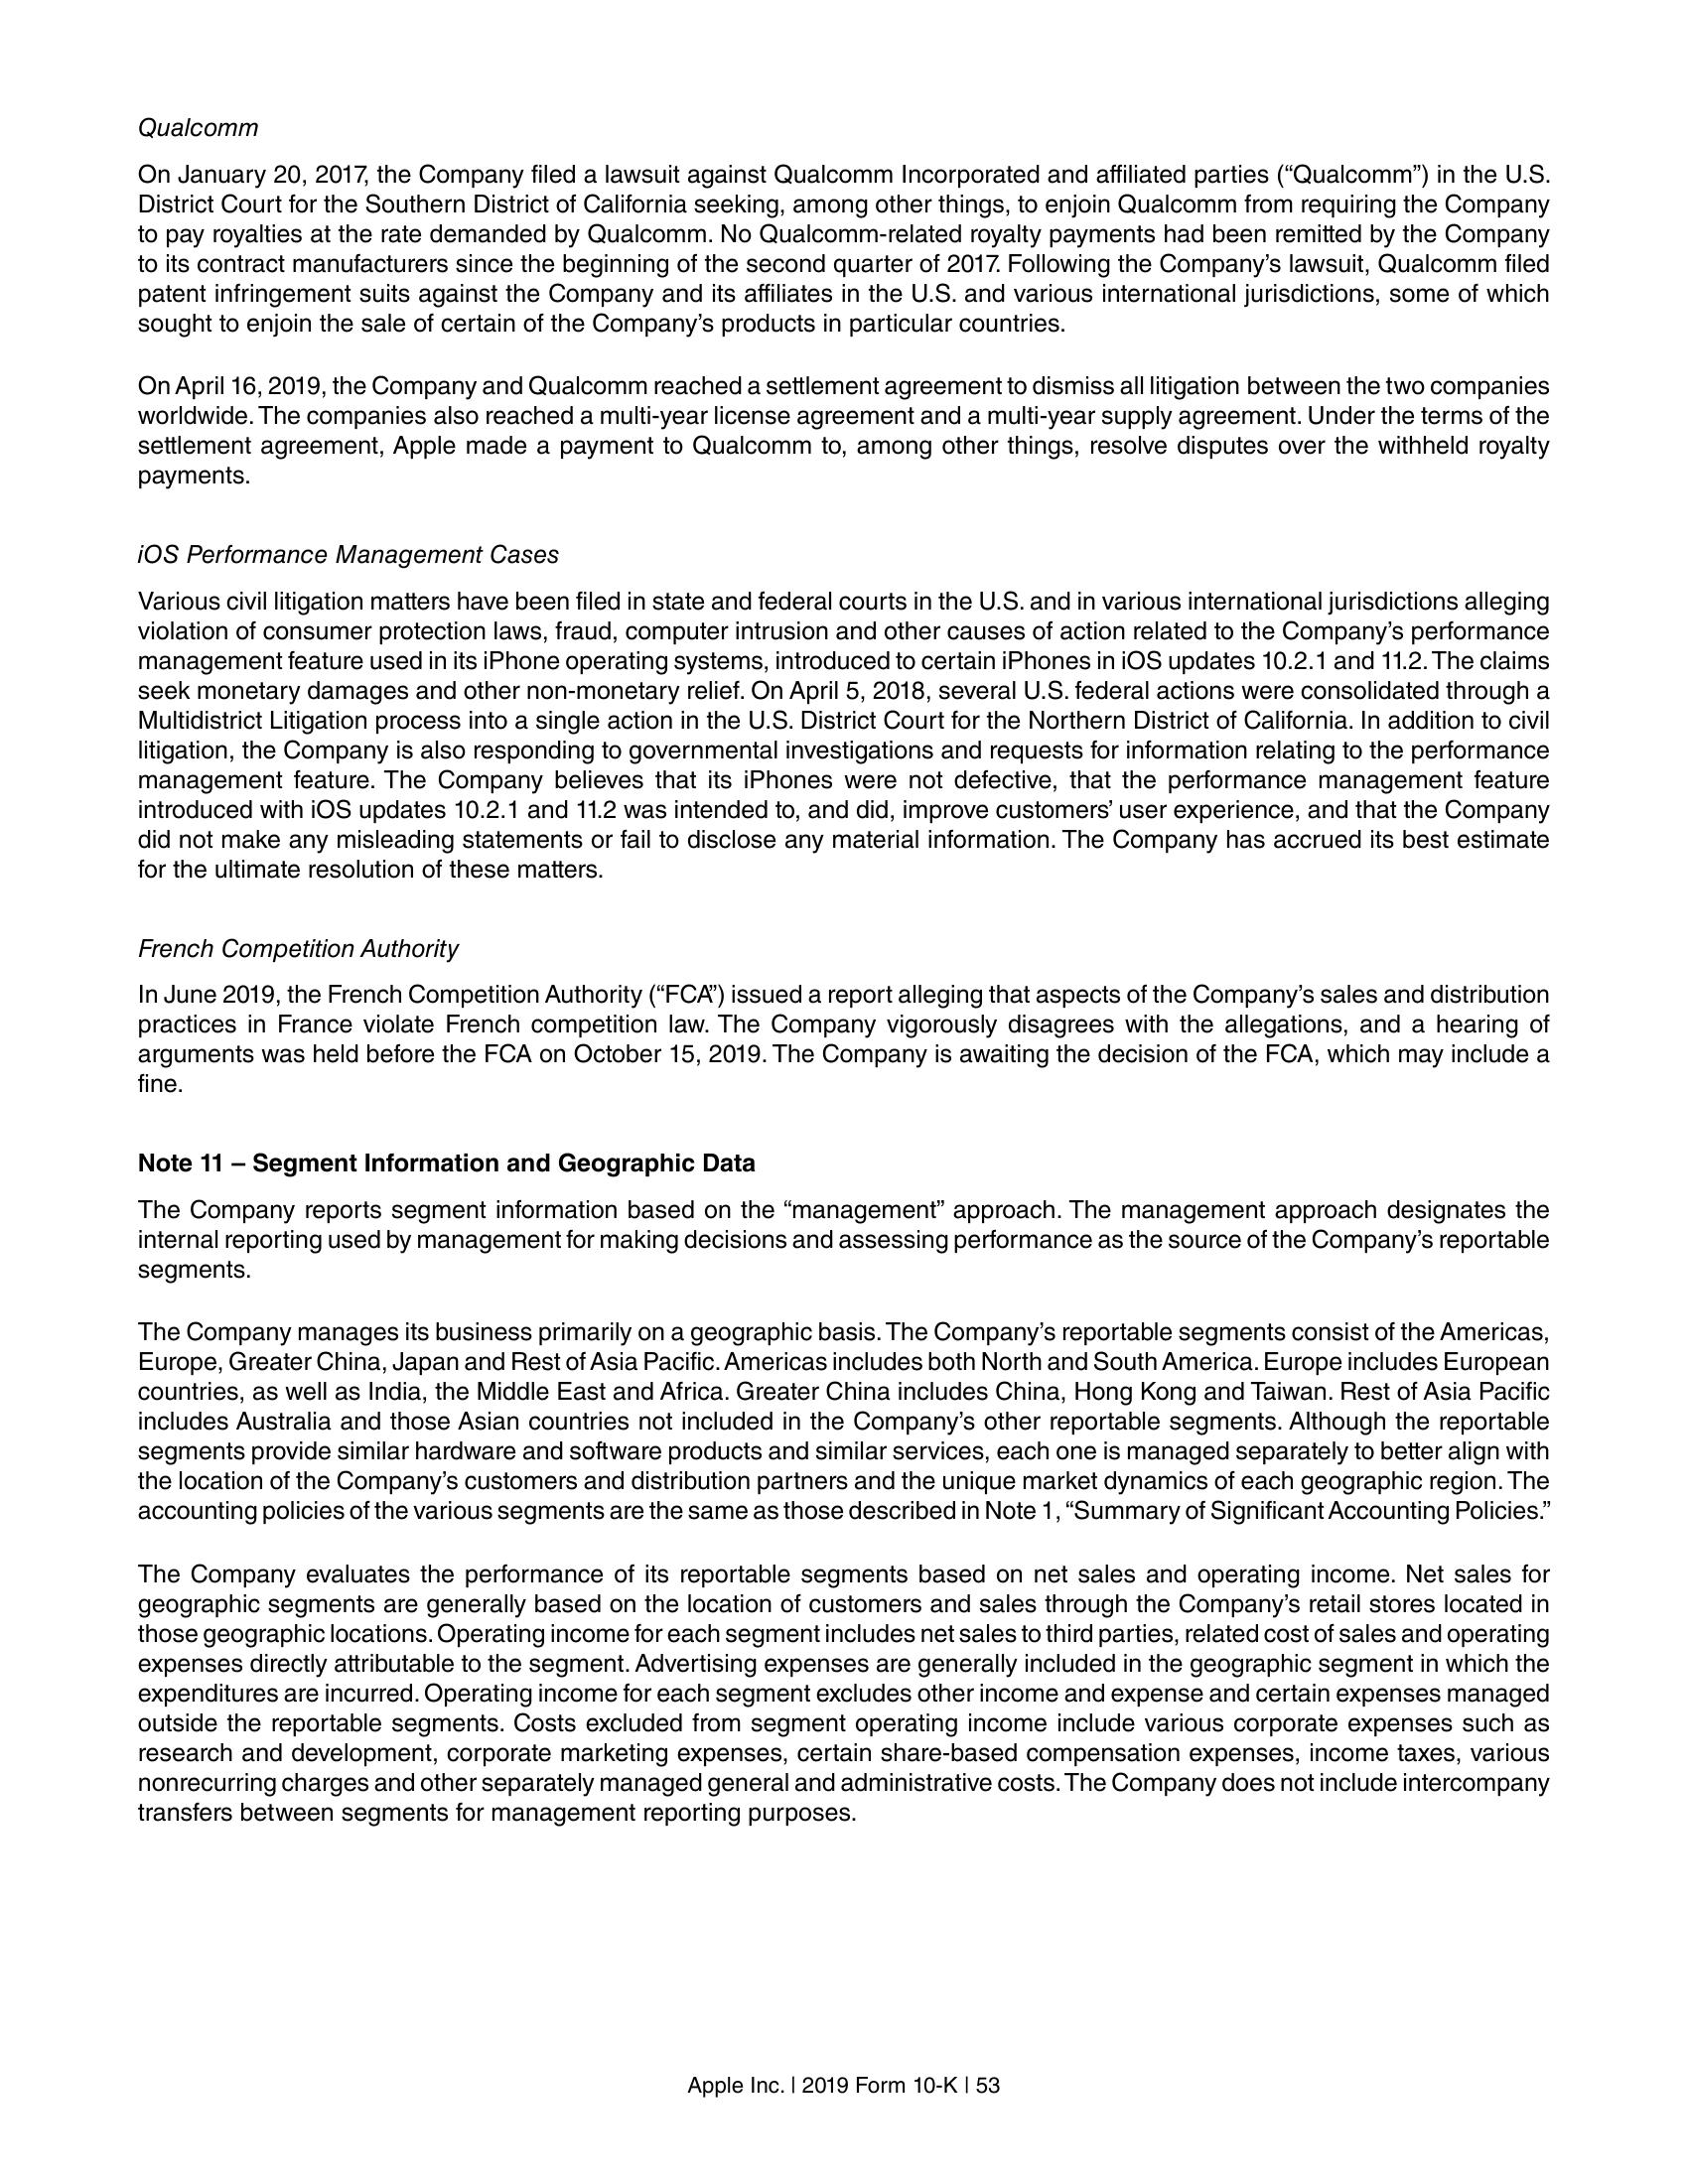 Qualcomm
On January 20, 2017, the Company filed a lawsuit against Qualcomm Incorporated and affiliated parties (“Qualcomm”) in the U.S.
District Court for the Southern District of California seeking, among other things, to enjoin Qualcomm from requiring the Company
to pay royalties at the rate demanded by Qualcomm. No Qualcomm-related royalty payments had been remitted by the Company
to its contract manufacturers since the beginning of the second quarter of 2017. Following the Company’s lawsuit, Qualcomm filed
patent infringement suits against the Company and its affiliates in the U.S. and various international jurisdictions, some of which
sought to enjoin the sale of certain of the Company’s products in particular countries.
On April 16, 2019, the Company and Qualcomm reached a settlement agreement to dismiss all litigation between the two companies
worldwide. The companies also reached a multi-year license agreement and a multi-year supply agreement. Under the terms of the
settlement agreement, Apple made a payment to Qualcomm to, among other things, resolve disputes over the withheld royalty
payments.
iOS Performance Management Cases
Various civil litigation matters have been filed in state and federal courts in the U.S. and in various international jurisdictions alleging
violation of consumer protection laws, fraud, computer intrusion and other causes of action related to the Company’s performance
management feature used in its iPhone operating systems, introduced to certain iPhones in iOS updates 10.2.1 and 11.2. The claims
seek monetary damages and other non-monetary relief. On April 5, 2018, several U.S. federal actions were consolidated through a
Multidistrict Litigation process into a single action in the U.S. District Court for the Northern District of California. In addition to civil
litigation, the Company is also responding to governmental investigations and requests for information relating to the performance
management feature. The Company believes that its iPhones were not defective, that the performance management feature
introduced with iOS updates 10.2.1 and 11.2 was intended to, and did, improve customers’ user experience, and that the Company
did not make any misleading statements or fail to disclose any material information. The Company has accrued its best estimate
for the ultimate resolution of these matters.
French Competition Authority
In June 2019, the French Competition Authority (“FCA”) issued a report alleging that aspects of the Company’s sales and distribution
practices in France violate French competition law. The Company vigorously disagrees with the allegations, and a hearing of
arguments was held before the FCA on October 15, 2019. The Company is awaiting the decision of the FCA, which may include a
fine.
Note 11 – Segment Information and Geographic Data
The Company reports segment information based on the “management” approach. The management approach designates the
internal reporting used by management for making decisions and assessing performance as the source of the Company’s reportable
segments.
The Company manages its business primarily on a geographic basis. The Company’s reportable segments consist of the Americas,
Europe, Greater China, Japan and Rest of Asia Pacific. Americas includes both North and South America. Europe includes European
countries, as well as India, the Middle East and Africa. Greater China includes China, Hong Kong and Taiwan. Rest of Asia Pacific
includes Australia and those Asian countries not included in the Company’s other reportable segments. Although the reportable
segments provide similar hardware and software products and similar services, each one is managed separately to better align with
the location of the Company’s customers and distribution partners and the unique market dynamics of each geographic region. The
accounting policies of the various segments are the same as those described in Note 1, “Summary of Significant Accounting Policies.”
The Company evaluates the performance of its reportable segments based on net sales and operating income. Net sales for
geographic segments are generally based on the location of customers and sales through the Company’s retail stores located in
those geographic locations. Operating income for each segment includes net sales to third parties, related cost of sales and operating
expenses directly attributable to the segment. Advertising expenses are generally included in the geographic segment in which the
expenditures are incurred. Operating income for each segment excludes other income and expense and certain expenses managed
outside the reportable segments. Costs excluded from segment operating income include various corporate expenses such as
research and development, corporate marketing expenses, certain share-based compensation expenses, income taxes, various
nonrecurring charges and other separately managed general and administrative costs. The Company does not include intercompany
transfers between segments for management reporting purposes.
Apple Inc. | 2019 Form 10-K | 53